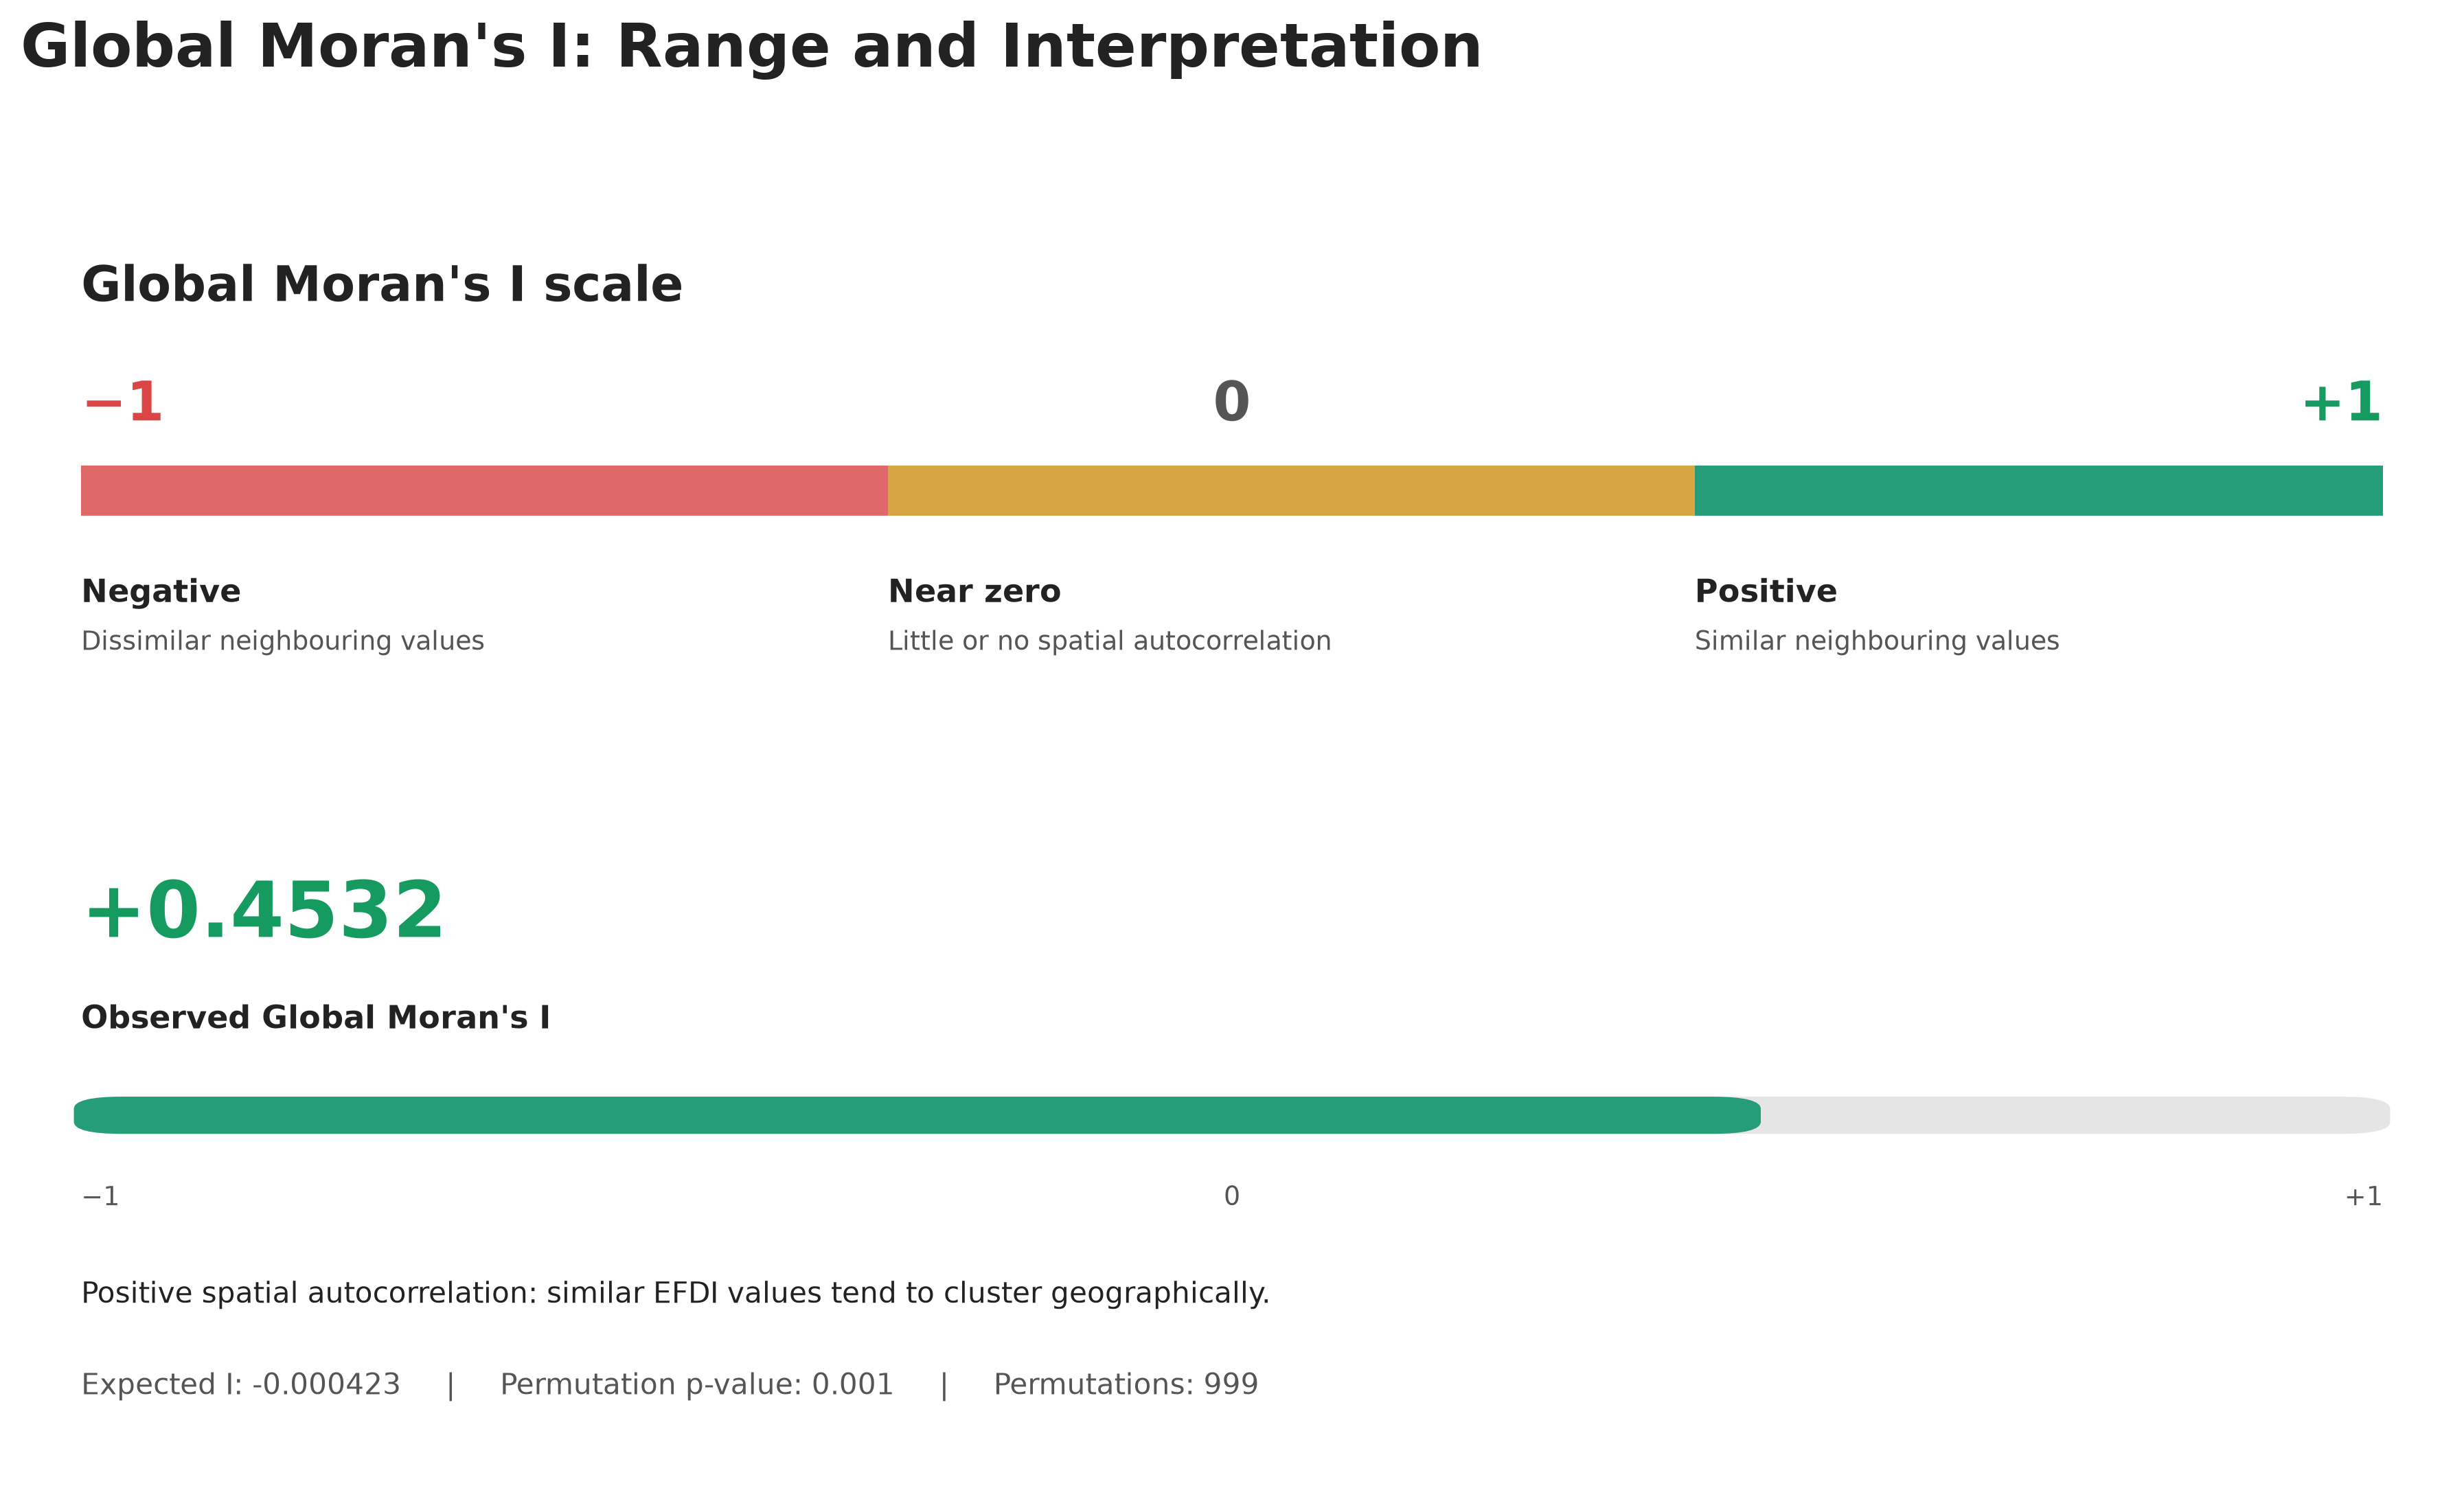 Global Moran's I: Range and Interpretation
Global Moran's I scale
−1 0 +1
Negative Near zero Positive
Dissimilar neighbouring values Little or no spatial autocorrelation Similar neighbouring values
+0.4532
Observed Global Moran's I
−1 0 +1
Positive spatial autocorrelation: similar EFDI values tend to cluster geographically.
Expected I: -0.000423 | Permutation p-value: 0.001 | Permutations: 999